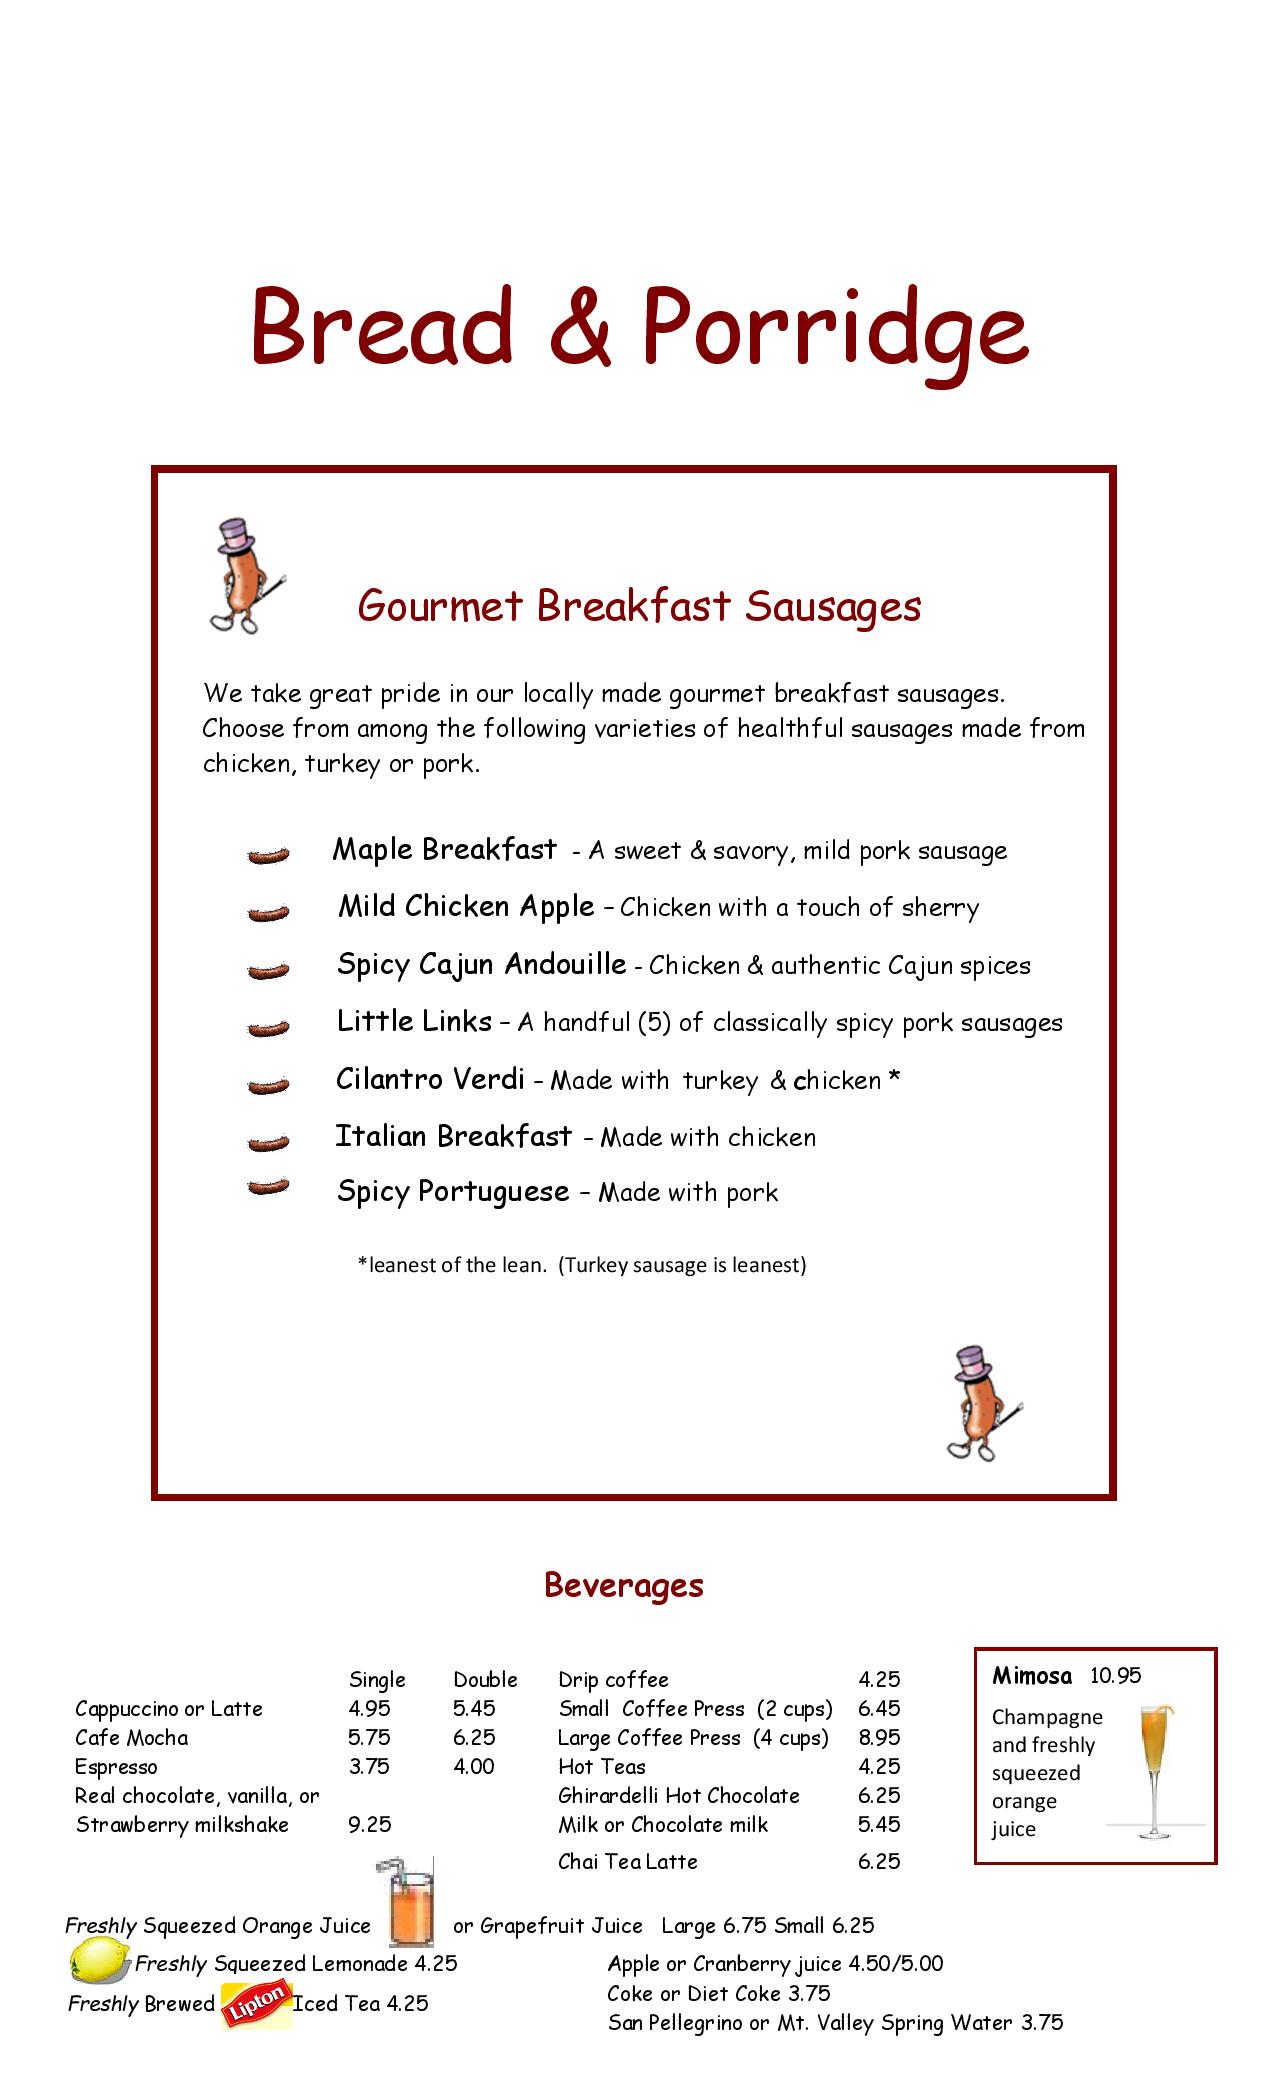 Bread & Porridge
Gourmet Breakfast Sausages
We take great pride in our locally made gourmet breakfast sausages.
Choose from among the following varieties of healthful sausages made from
chicken, turkey or pork.
Maple Breakfast - A sweet & savory, mild pork sausage
Mild Chicken Apple – Chicken with a touch of sherry
Spicy Cajun Andouille - Chicken & authentic Cajun spices
Little Links – A handful (5) of classically spicy pork sausages
Cilantro Verdi – Made with turkey & chicken *
Italian Breakfast – Made with chicken
Spicy Portuguese – Made with pork
*leanest of the lean. (Turkey sausage is leanest)
Beverages
Single Double
Cappuccino or Latte 4.95 5.45
Cafe Mocha 5.75 6.25
Espresso 3.75 4.00
Real chocolate, vanilla, or
Strawberry milkshake 9.25
Drip coffee 4.25
Small Coffee Press (2 cups) 6.45
Large Coffee Press (4 cups) 8.95
Hot Teas 4.25
Ghirardelli Hot Chocolate 6.25
Milk or Chocolate milk 5.45
Chai Tea Latte 6.25
Mimosa 10.95
Champagne
and freshly
squeezed
orange
juice
Freshly Squeezed Orange Juice or Grapefruit Juice Large 6.75 Small 6.25
Freshly Squeezed Lemonade 4.25
Freshly Brewed Lipton Iced Tea 4.25
Apple or Cranberry juice 4.50/5.00
Coke or Diet Coke 3.75
San Pellegrino or Mt. Valley Spring Water 3.75